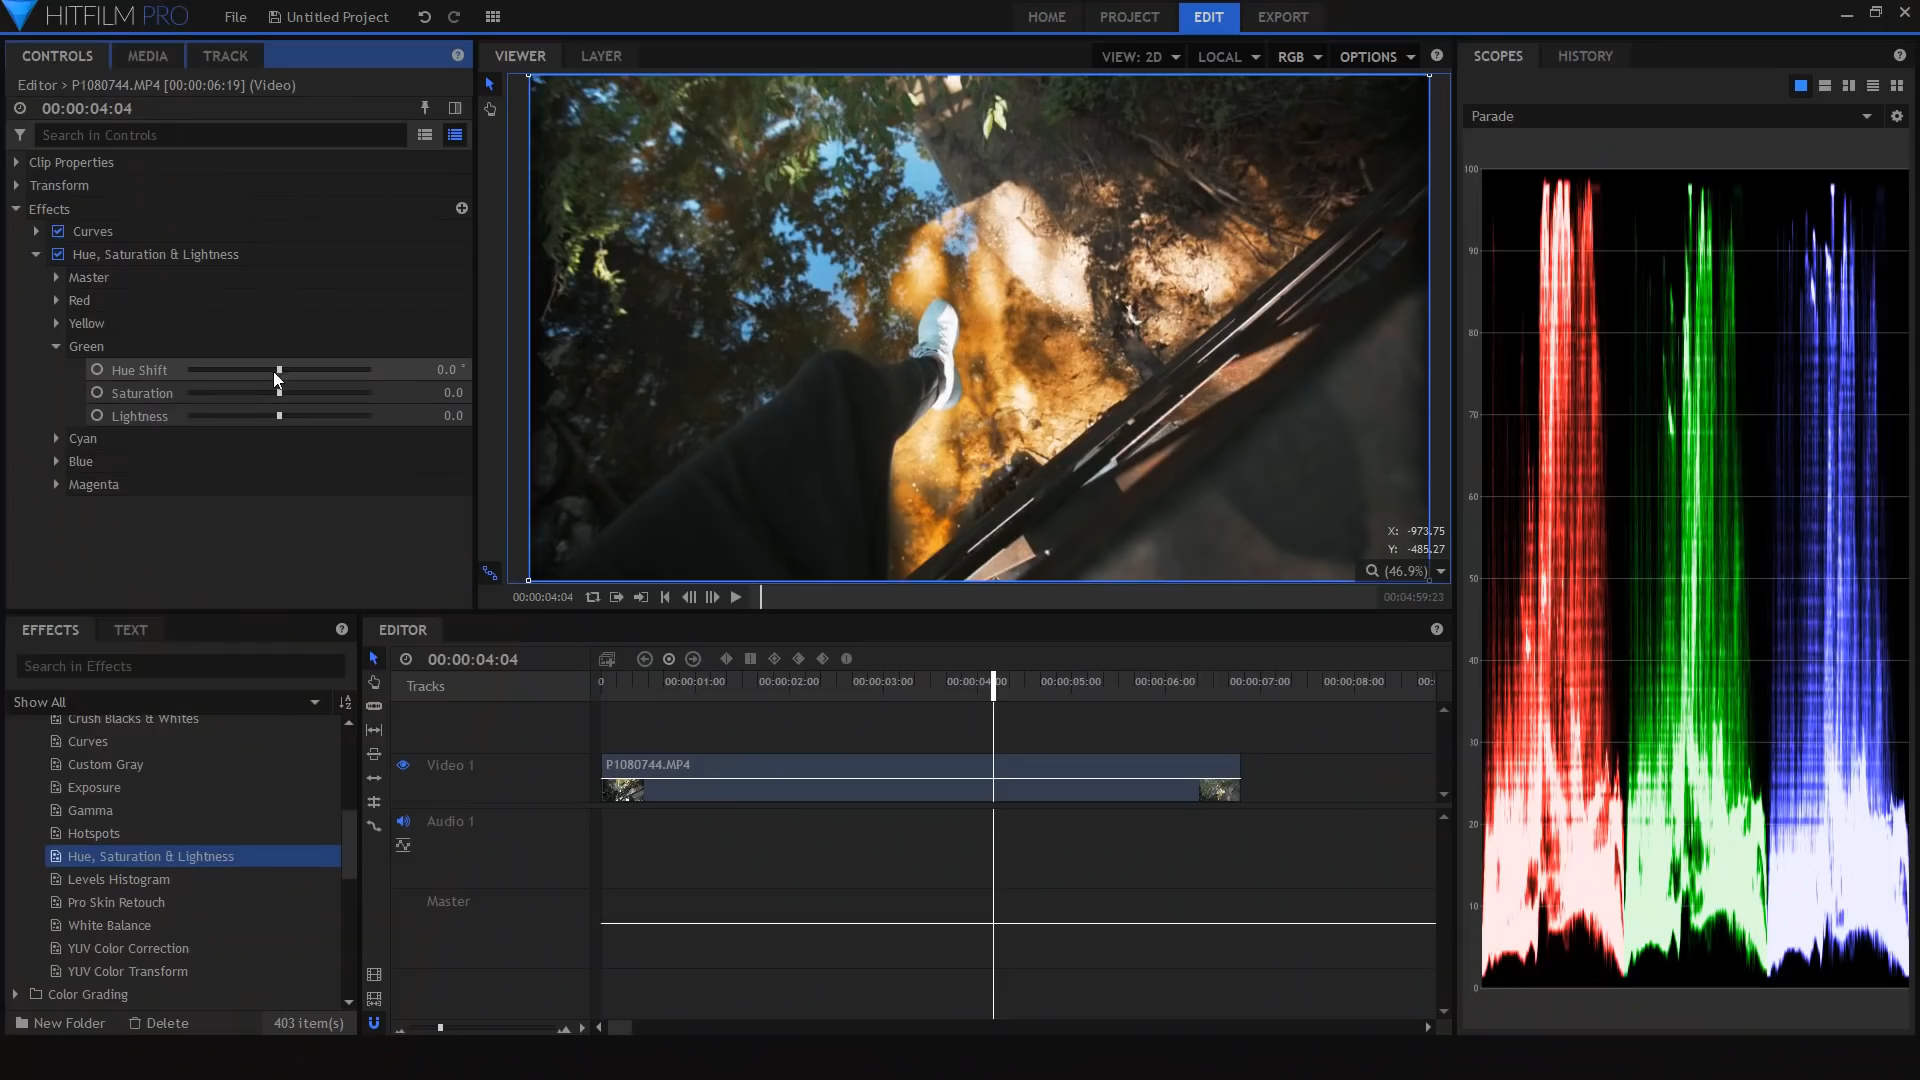 HITFILM PRO
File
Untitled Project
HOME
PROJECT
EDIT
EXPORT
CONTROLS
MEDIA
TRACK
Editor > P1080744.MP4 [00:00:06:19] (Video)
00:00:04:04
Search in Controls
Clip Properties
Transform
Effects
Curves
Hue, Saturation & Lightness
Master
Red
Yellow
Green
Hue Shift 0.0 °
Saturation 0.0
Lightness 0.0
Cyan
Blue
Magenta
VIEWER
LAYER
VIEW: 2D
LOCAL
RGB
OPTIONS
X: -973.75
Y: -485.27
(46.9%)
00:00:04:04
00:04:59:23
SCOPES
HISTORY
Parade
100
90
80
70
60
50
40
30
20
10
0
EFFECTS
TEXT
Search in Effects
Show All
Crush Blacks & Whites
Curves
Custom Gray
Exposure
Gamma
Hotspots
Hue, Saturation & Lightness
Levels Histogram
Pro Skin Retouch
White Balance
YUV Color Correction
YUV Color Transform
Color Grading
New Folder
Delete
403 item(s)
EDITOR
00:00:04:04
Tracks
0 00:00:01:00 00:00:02:00 00:00:03:00 00:00:04:00 00:00:05:00 00:00:06:00 00:00:07:00 00:00:08:00 00:
Video 1
P1080744.MP4
Audio 1
Master